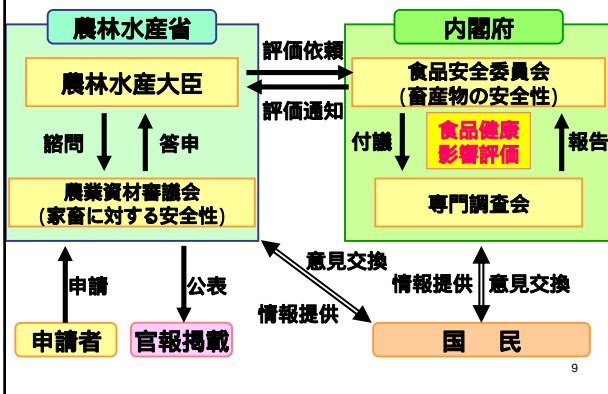 農林水産省
内閣府
農林水産大臣
評価依頼
評価通知
食品安全委員会
(畜産物の安全性)
諮問
答申
付議
食品健康
影響評価
報告
農業資材審議会
(家畜に対する安全性)
専門調査会
申請
公表
意見交換
情報提供
情報提供
意見交換
申請者
官報掲載
国 民
9